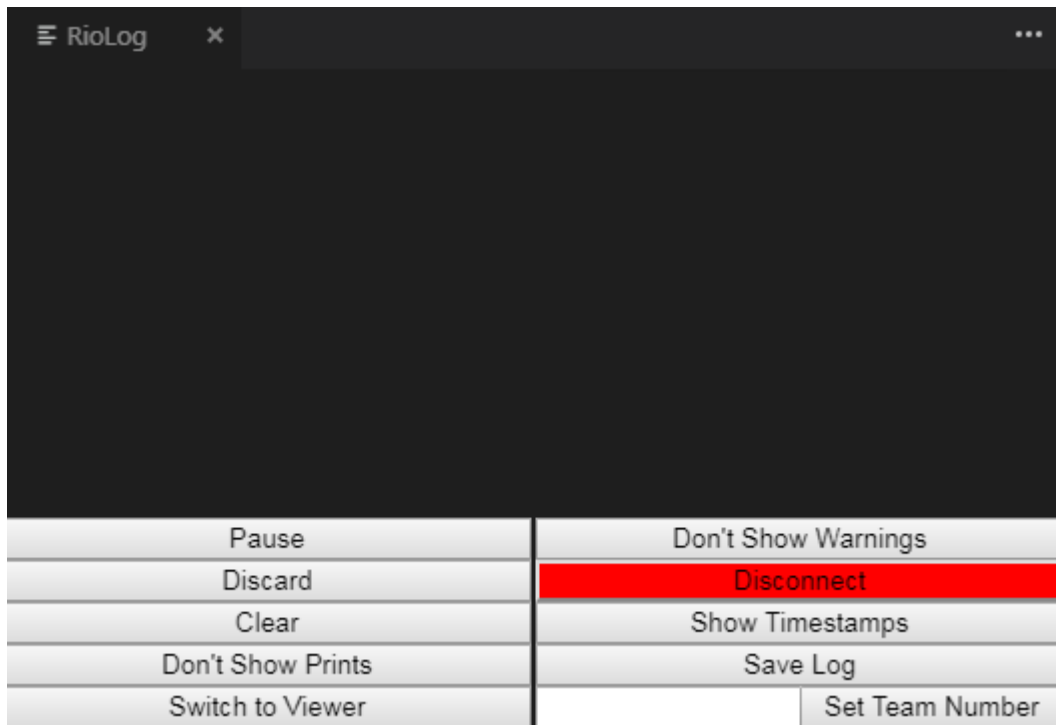 RioLog
Pause
Don't Show Warnings
Discard
Disconnect
Clear
Show Timestamps
Don't Show Prints
Save Log
Switch to Viewer
Set Team Number